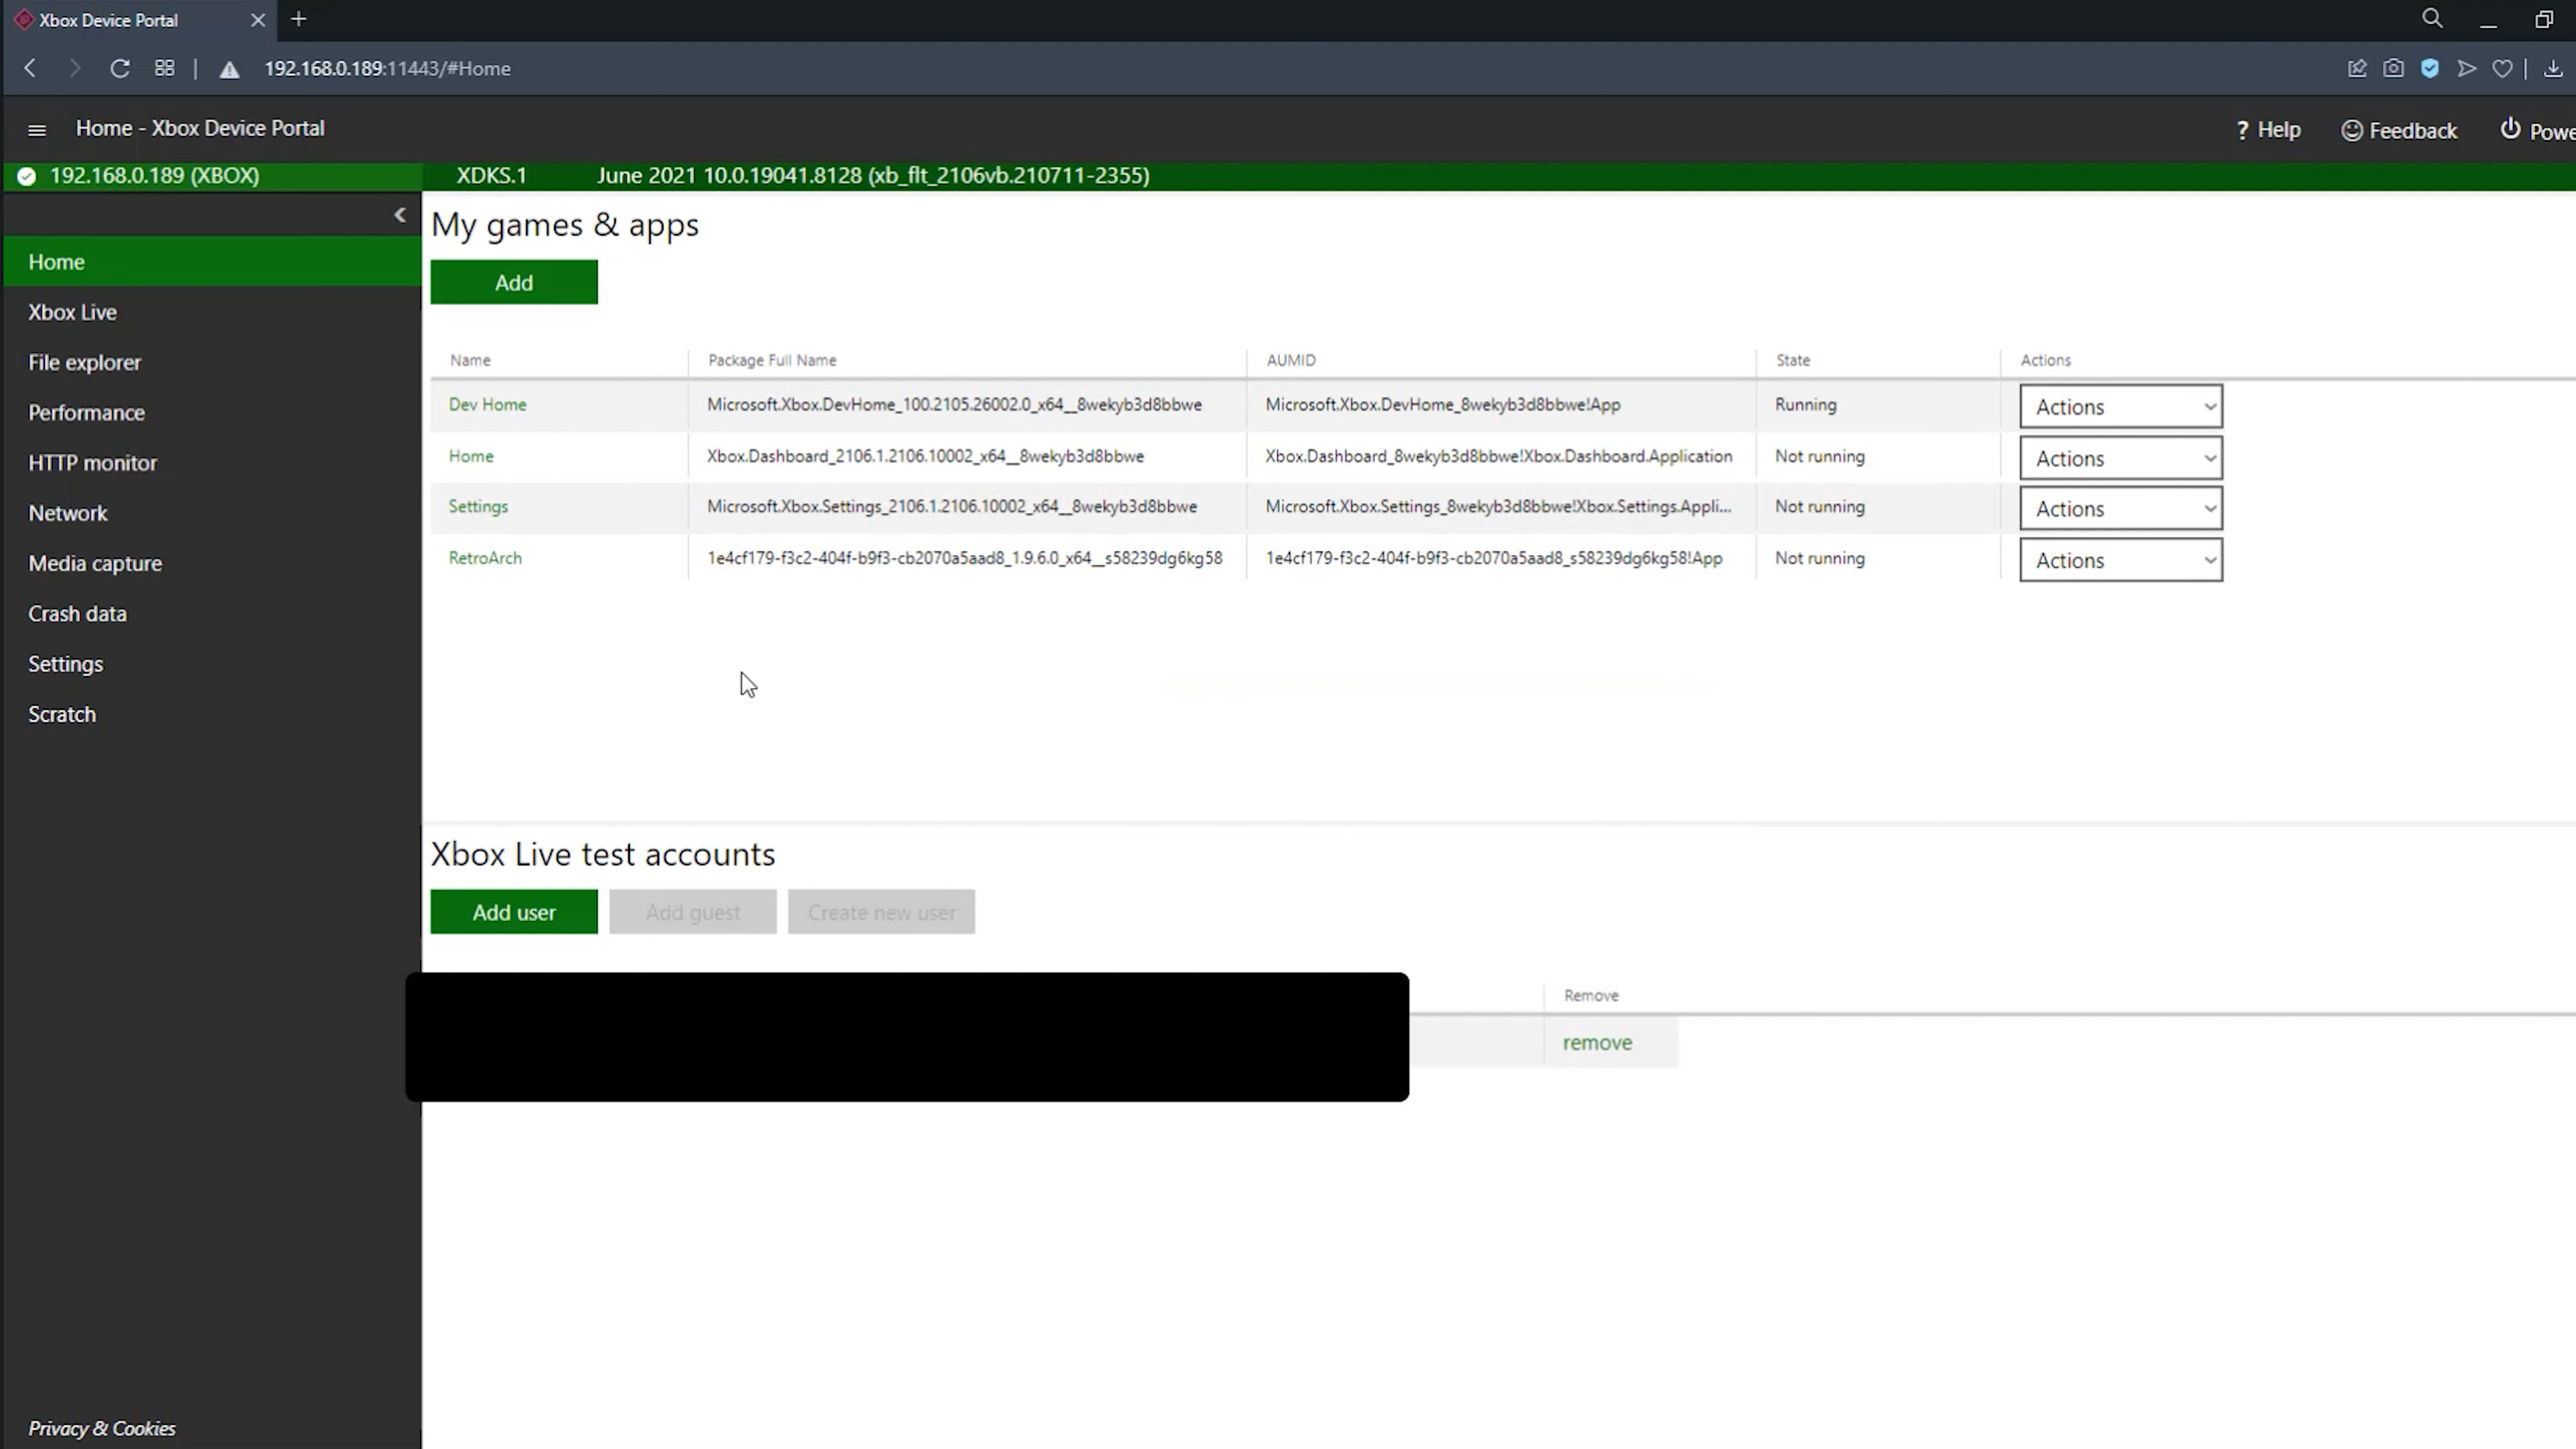 Xbox Device Portal
192.168.0.189:11443/#Home
Home - Xbox Device Portal
? Help
Feedback
Powe
192.168.0.189 (XBOX)
XDKS.1
June 2021 10.0.19041.8128 (xb_flt_2106vb.210711-2355)
Home
Xbox Live
File explorer
Performance
HTTP monitor
Network
Media capture
Crash data
Settings
Scratch
Privacy & Cookies
My games & apps
Add
Name Package Full Name AUMID State Actions
Dev Home Microsoft.Xbox.DevHome_100.2105.26002.0_x64__8wekyb3d8bbwe Microsoft.Xbox.DevHome_8wekyb3d8bbwe!App Running Actions
Home Xbox.Dashboard_2106.1.2106.10002_x64__8wekyb3d8bbwe Xbox.Dashboard_8wekyb3d8bbwe!Xbox.Dashboard.Application Not running Actions
Settings Microsoft.Xbox.Settings_2106.1.2106.10002_x64__8wekyb3d8bbwe Microsoft.Xbox.Settings_8wekyb3d8bbwe!Xbox.Settings.Appli... Not running Actions
RetroArch 1e4cf179-f3c2-404f-b9f3-cb2070a5aad8_1.9.6.0_x64__s58239dg6kg58 1e4cf179-f3c2-404f-b9f3-cb2070a5aad8_s58239dg6kg58!App Not running Actions
Xbox Live test accounts
Add user
Add guest
Create new user
Remove
remove